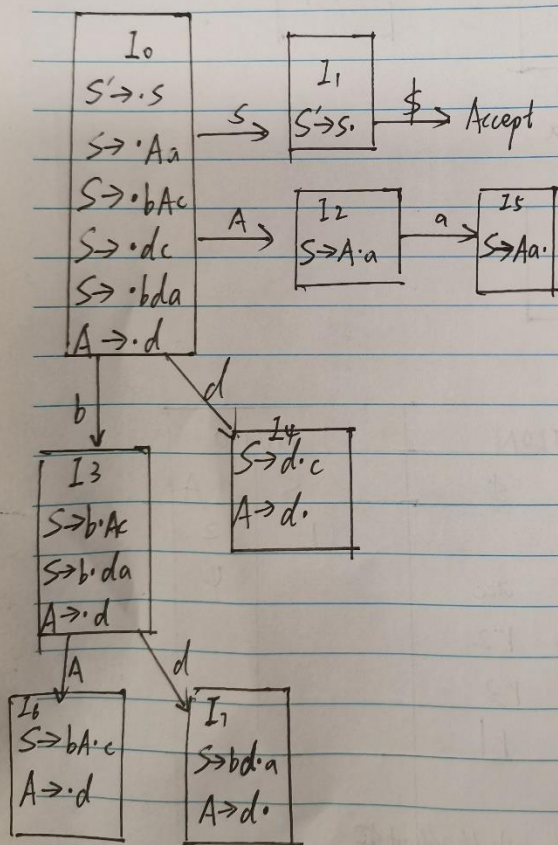 I0
S'→·S
S→·Aa
S→·bAc
S→·dc
S→·bda
A→·d
S
I1
S'→S·
$
Accept
A
I2
S→A·a
a
I5
S→Aa·
b
d
I3
S→b·Ac
S→b·da
A→·d
I4
S→d·c
A→d·
A
d
I6
S→bA·c
A→·d
I7
S→bd·a
A→d·